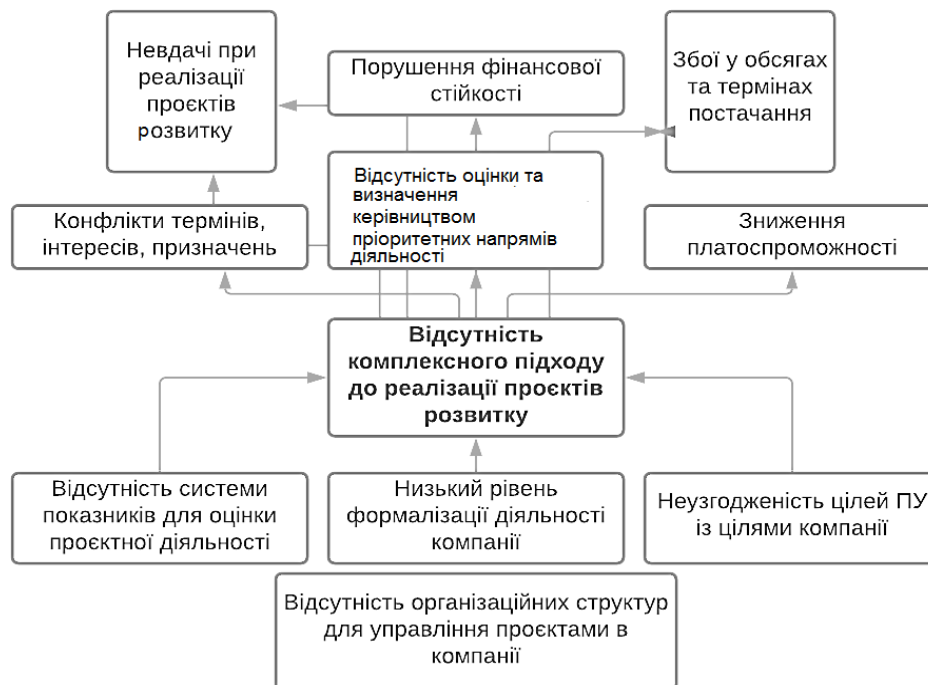 Невдачі при
реалізації
проєктів
розвитку
Порушення фінансової
стійкості
Збої у обсягах
та термінах
постачання
Конфлікти термінів,
інтересів, призначень
Відсутність оцінки та
визначення
керівництвом
пріоритетних напрямів
діяльності
Зниження
платоспроможності
Відсутність
комплексного підходу
до реалізації проєктів
розвитку
Відсутність системи
показників для оцінки
проєктної діяльності
Низький рівень
формалізації діяльності
компанії
Неузгодженість цілей ПУ
із цілями компанії
Відсутність організаційних структур
для управління проєктами в
компанії